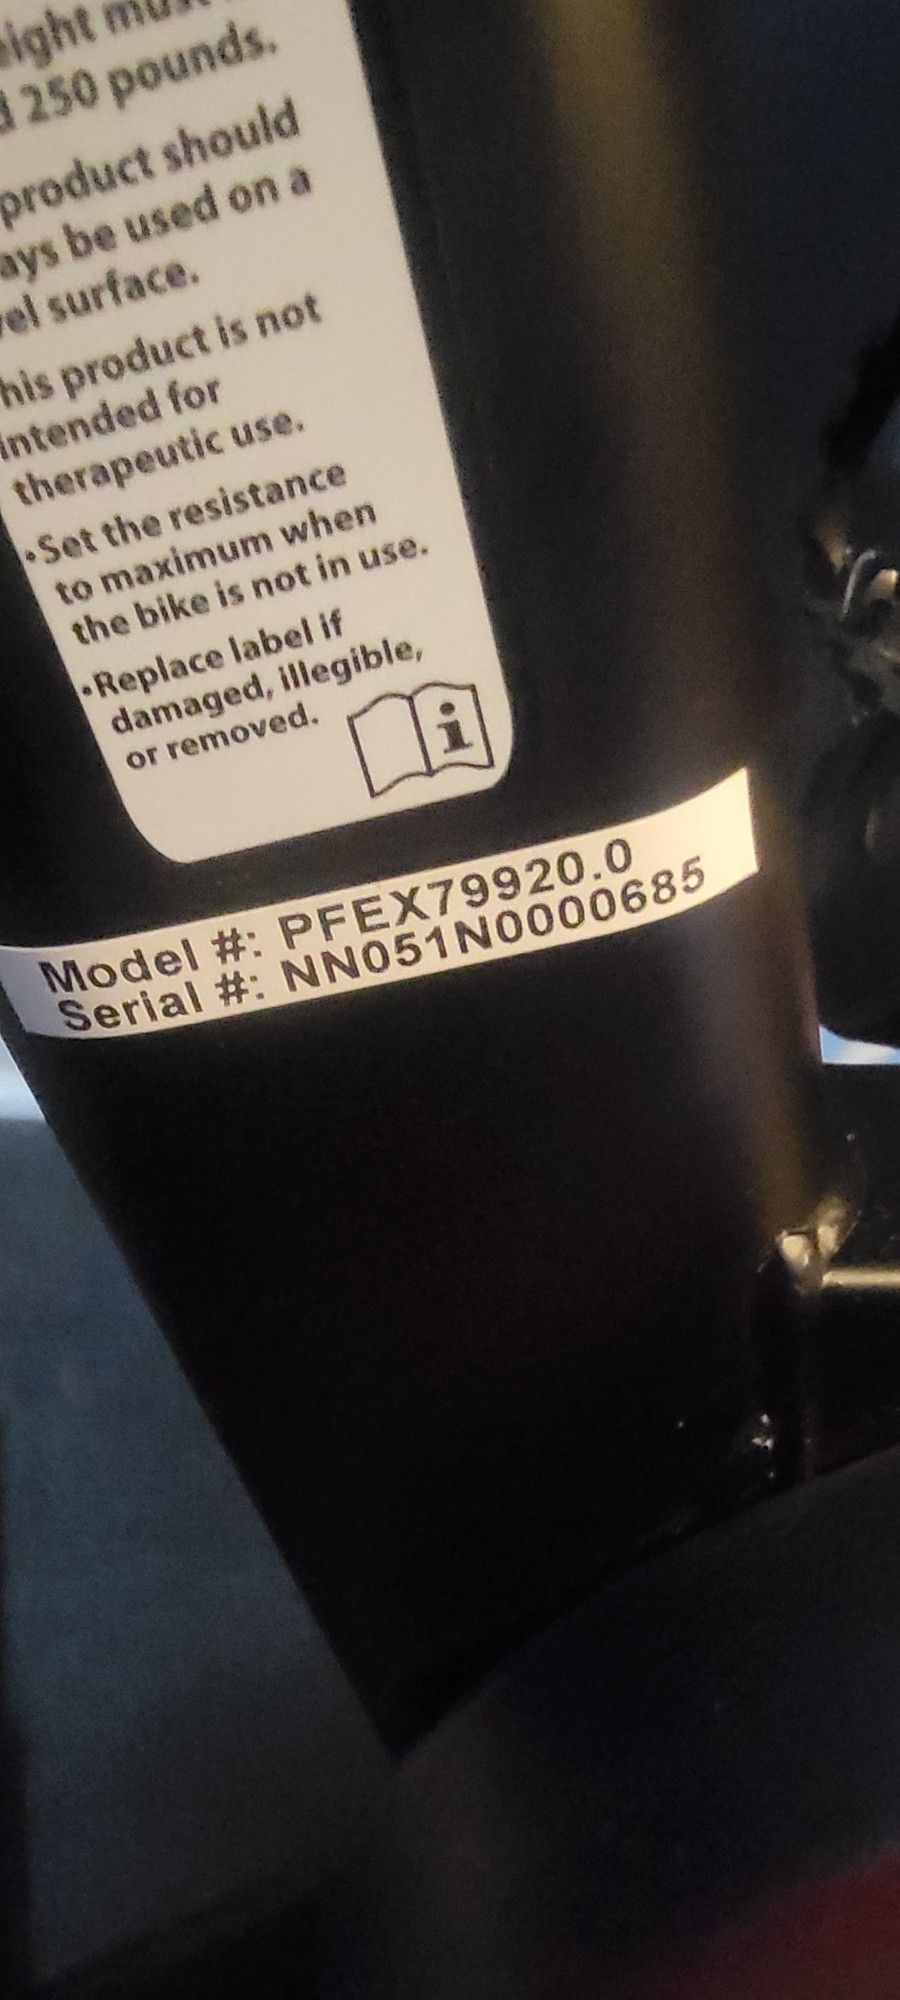 250 pounds.
product should
be used on a
surface.
product is not
intended for
therapeutic use.
•Set the resistance
to maximum when
the bike is not in use.
•Replace label if
damaged, illegible,
or removed.
i
Model #: PFEX79920.0
Serial #: NN051N0000685